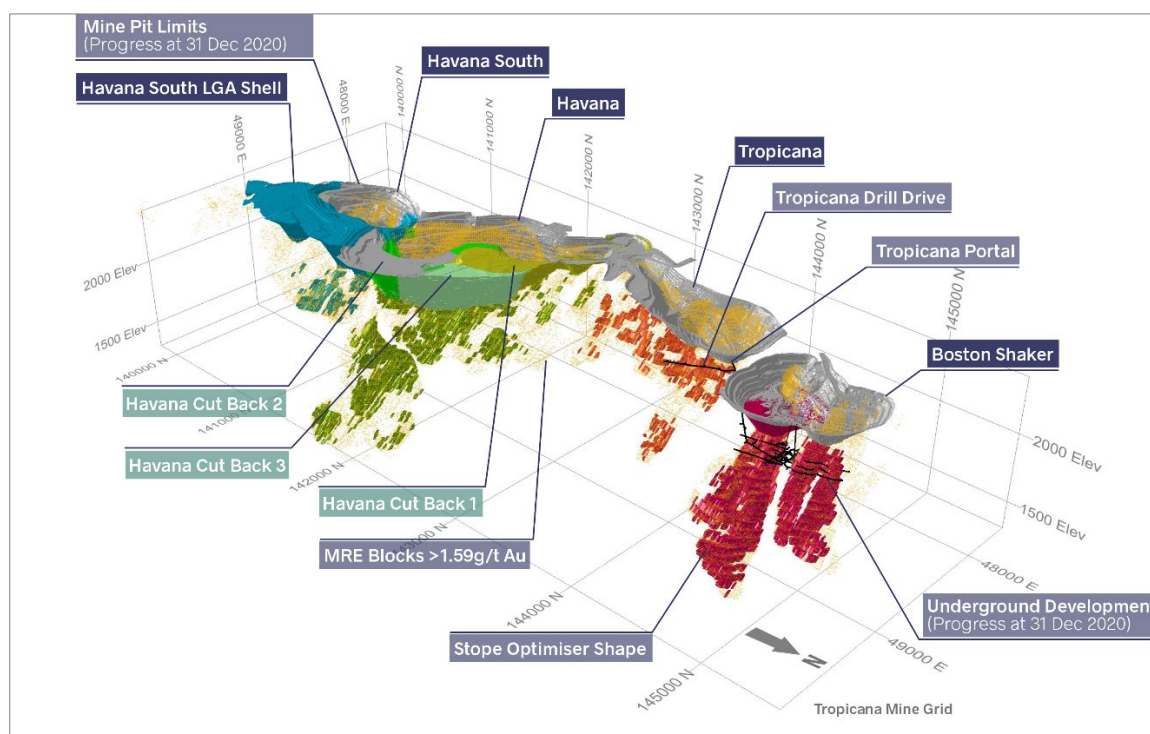 Mine Pit Limits
(Progress at 31 Dec 2020)
Havana South LGA Shell
Havana South
Havana
Tropicana
Tropicana Drill Drive
Tropicana Portal
Boston Shaker
49000 E
48000 E
140000 N
141000 N
142000 N
143000 N
144000 N
145000 N
2000 Elev
1500 Elev
140000 N
141000 N
142000 N
143000 N
144000 N
145000 N
2000 Elev
1500 Elev
48000 E
49000 E
Havana Cut Back 2
Havana Cut Back 3
Havana Cut Back 1
MRE Blocks >1.59g/t Au
Stope Optimiser Shape
Underground Developmen
(Progress at 31 Dec 2020)
N
Tropicana Mine Grid